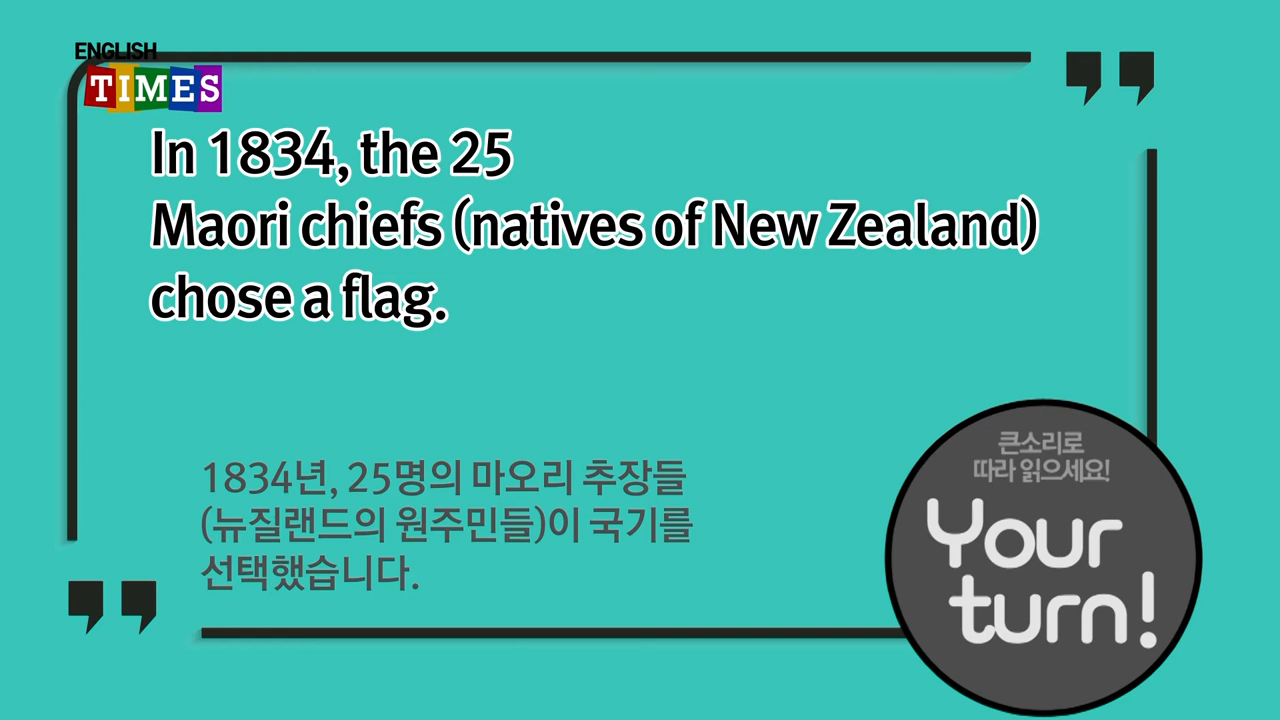 ENGLISH
TIMES
In 1834, the 25
Maori chiefs (natives of New Zealand)
chose a flag.
1834년, 25명의 마오리 추장들
(뉴질랜드의 원주민들)이 국기를
선택했습니다.
큰소리로
따라 읽으세요!
Your
turn!